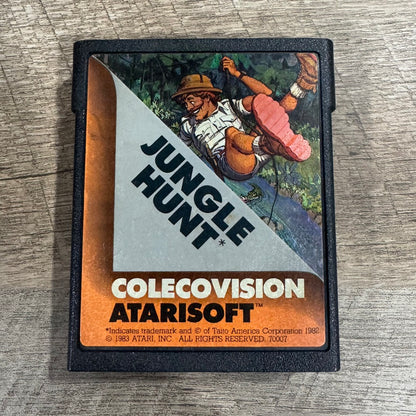 JUNGLE
HUNT*
COLECOVISION
ATARISOFT™
*Indicates trademark and © of Taito America Corporation 1982
© 1983 ATARI, INC. ALL RIGHTS RESERVED. 70007